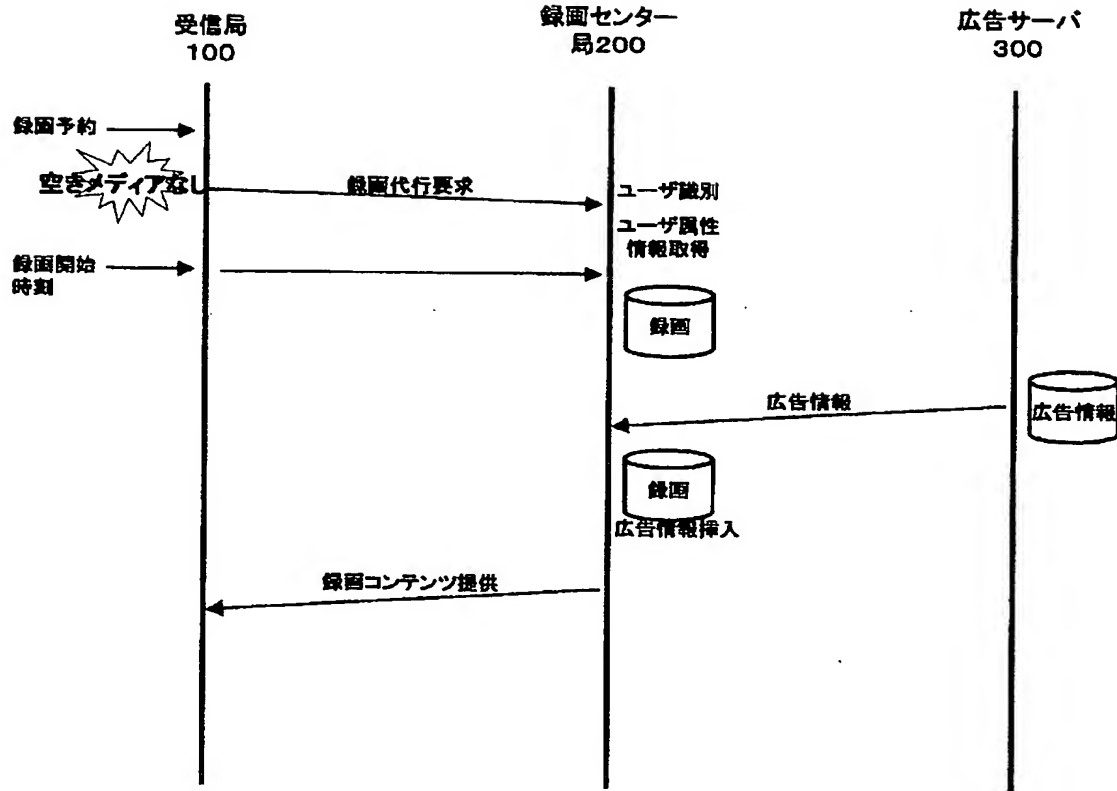 受信局
100
録画センター
局200
広告サーバ
300
録画予約
空きメディアなし
録画代行要求
ユーザ識別
ユーザ属性
情報取得
録画開始
時刻
録画
広告情報
広告情報
録画
広告情報挿入
録画コンテンツ提供